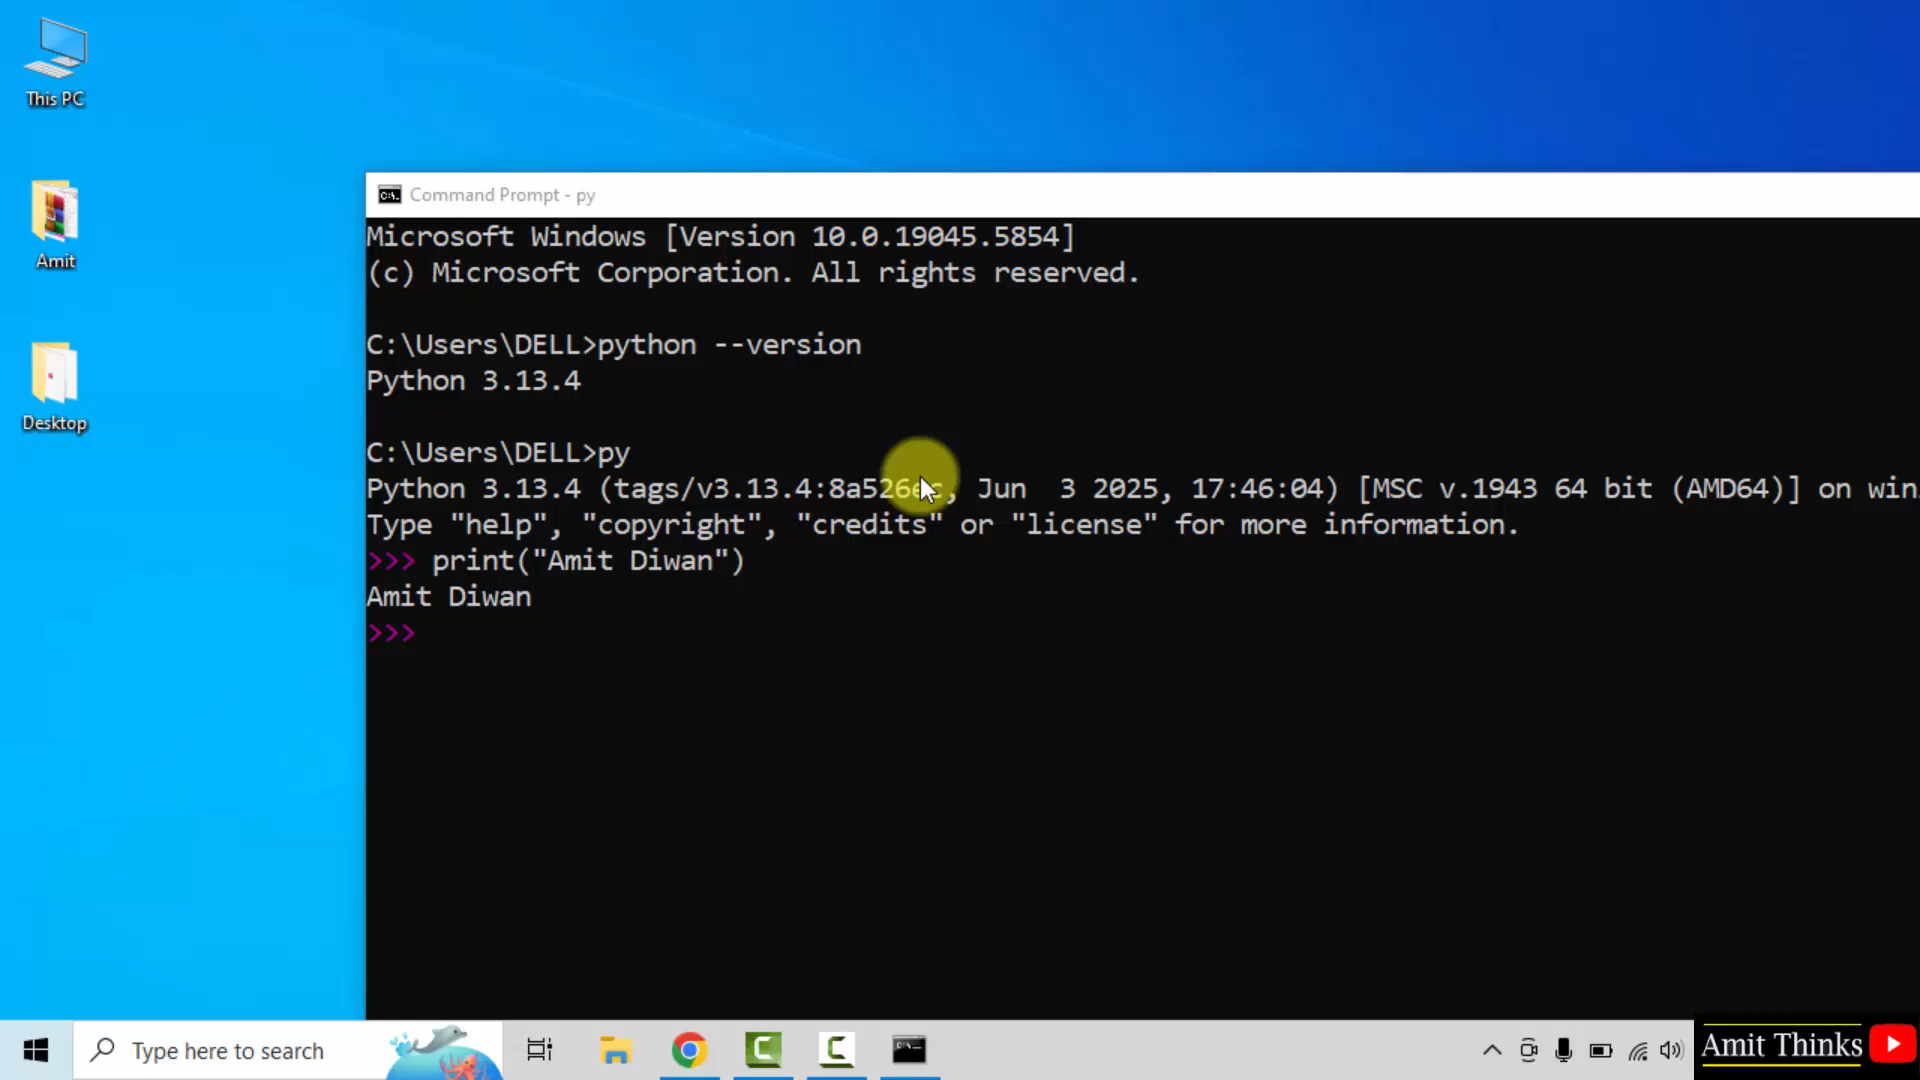 This PC
Amit
Desktop
Command Prompt - py
Microsoft Windows [Version 10.0.19045.5854]
(c) Microsoft Corporation. All rights reserved.
C:\Users\DELL>python --version
Python 3.13.4
C:\Users\DELL>py
Python 3.13.4 (tags/v3.13.4:8a526ec, Jun  3 2025, 17:46:04) [MSC v.1943 64 bit (AMD64)] on win
Type "help", "copyright", "credits" or "license" for more information.
>>> print("Amit Diwan")
Amit Diwan
>>>
Type here to search
Amit Thinks